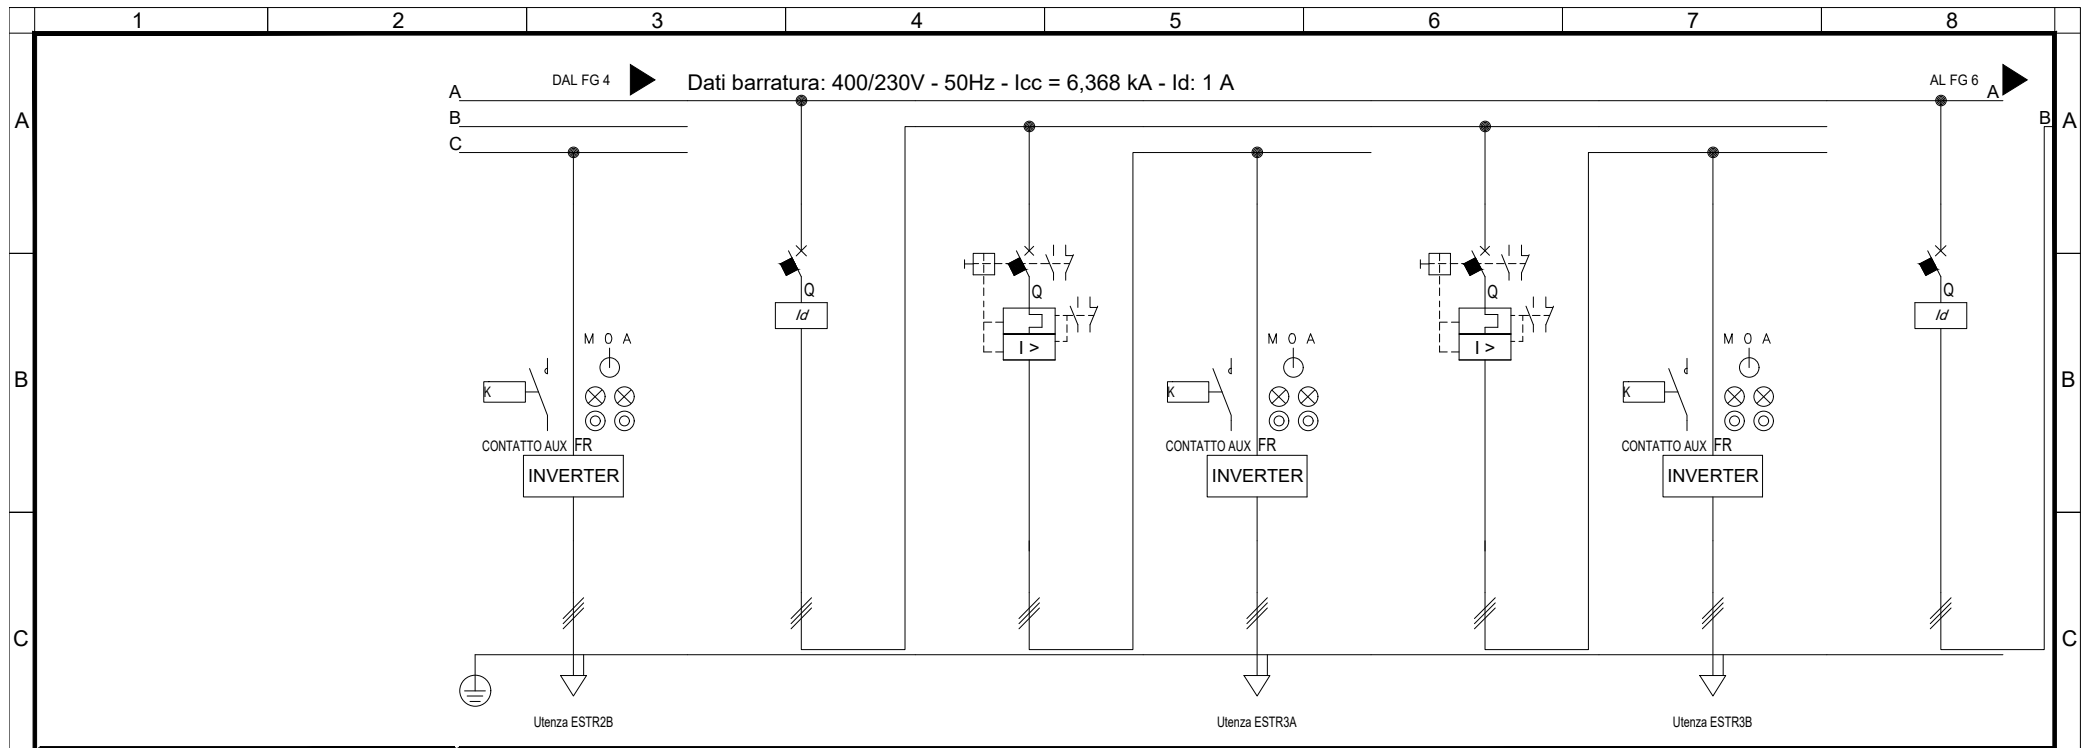 1 2 3 4 5 6 7 8
DAL FG 4 Dati barratura: 400/230V - 50Hz - Icc = 6,368 kA - Id: 1 A AL FG 6
A A
B B
C
A A
Q Q Q Q
Id Id
I > I >
M O A M O A M O A
B B
K K K
CONTATTO AUX FR CONTATTO AUX FR CONTATTO AUX FR
INVERTER INVERTER INVERTER
C C
Utenza ESTR2B Utenza ESTR3A Utenza ESTR3B